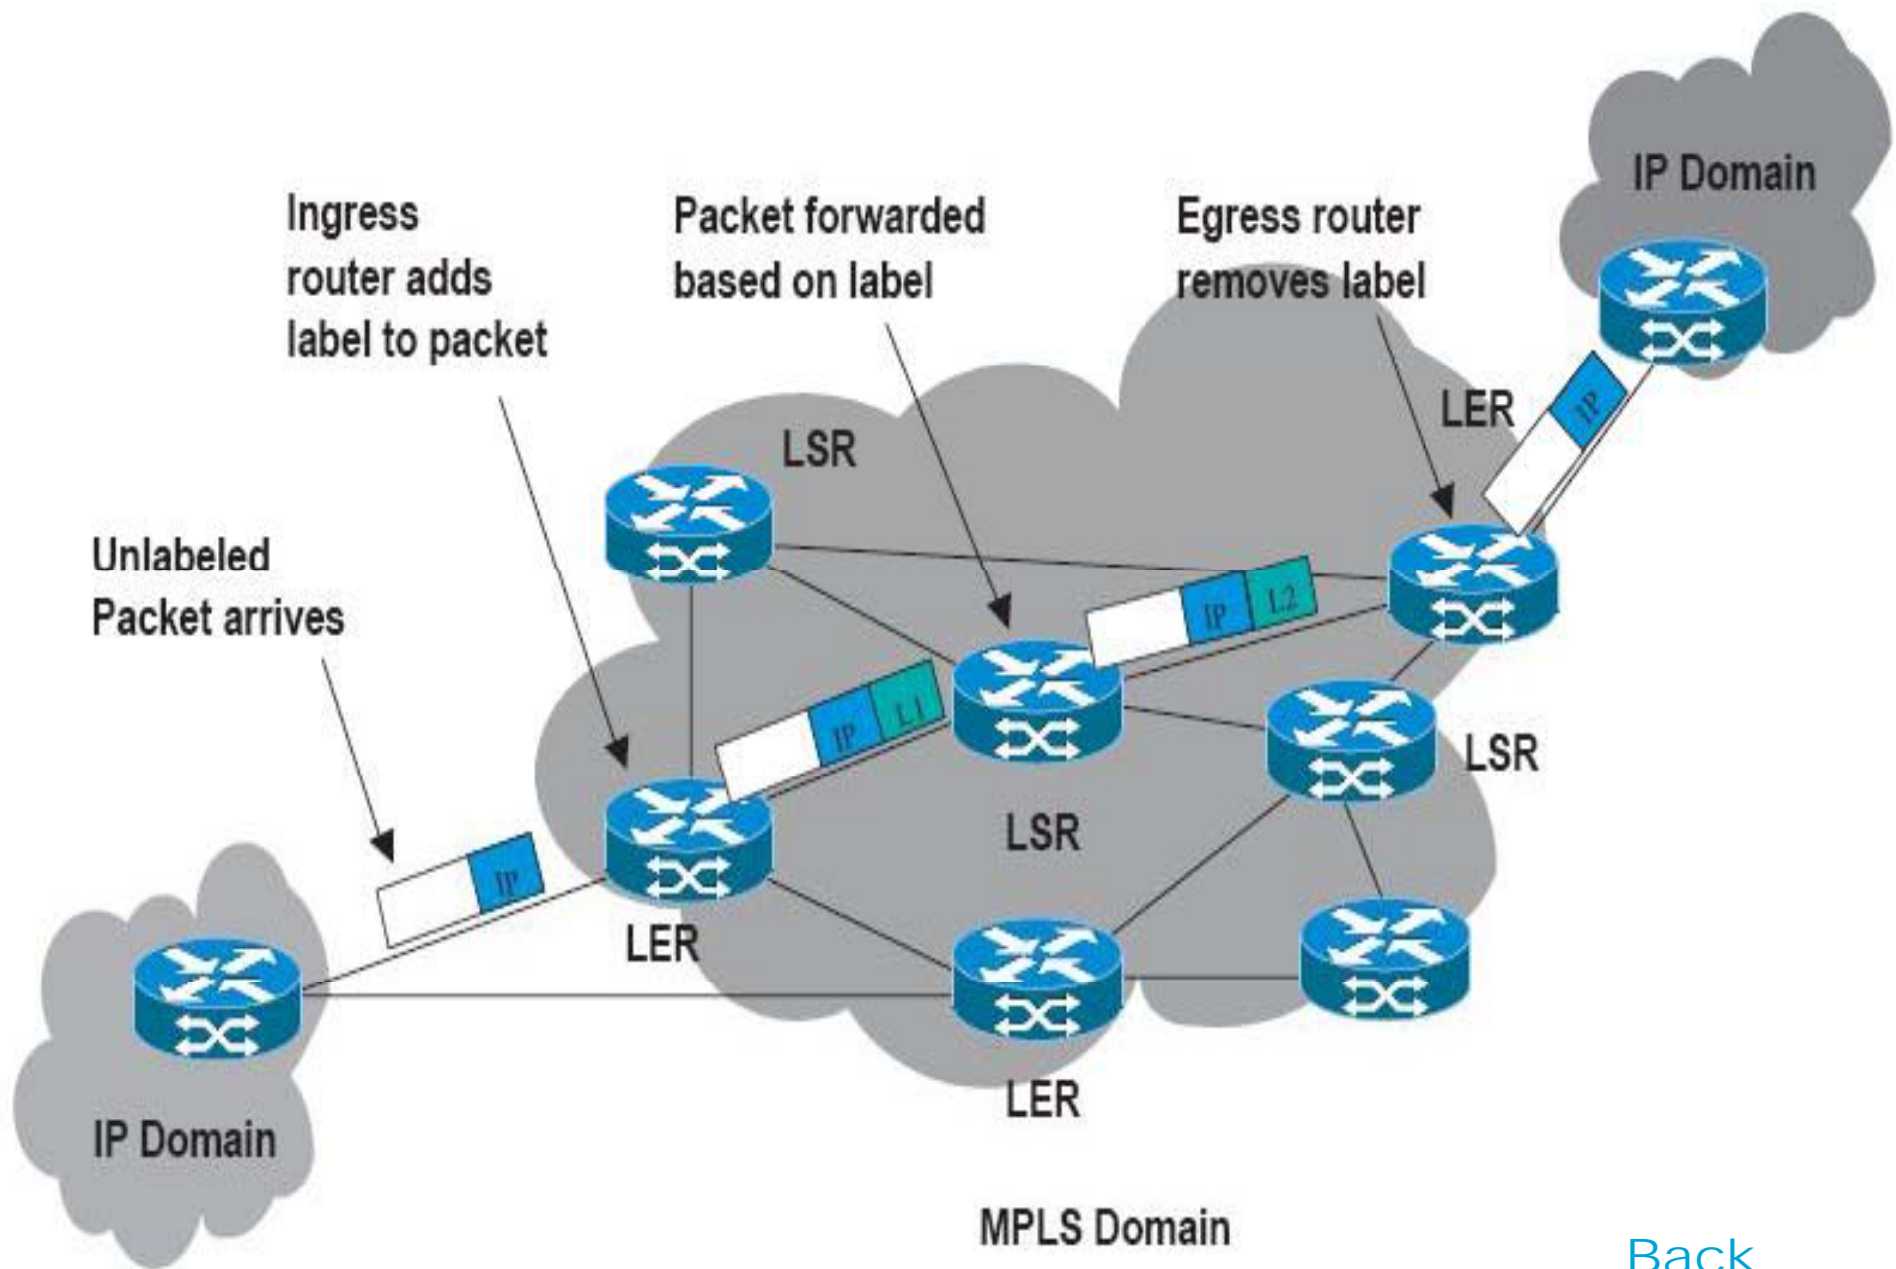 IP Domain
Ingress
router adds
label to packet
Packet forwarded
based on label
Egress router
removes label
LER
IP
LSR
Unlabeled
Packet arrives
IP L2
IP L1
LSR
LSR
IP
LER
LER
IP Domain
MPLS Domain
Back